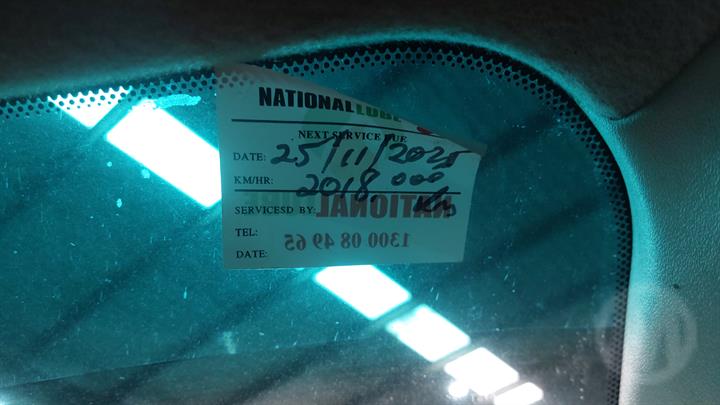 NATIONALLUBE
NEXT SERVICE DUE
DATE: 25/11/2025
KM/HR: 2018,000
SERVICESD BY: NATIONAL
TEL:
1300 08 49 65
DATE: